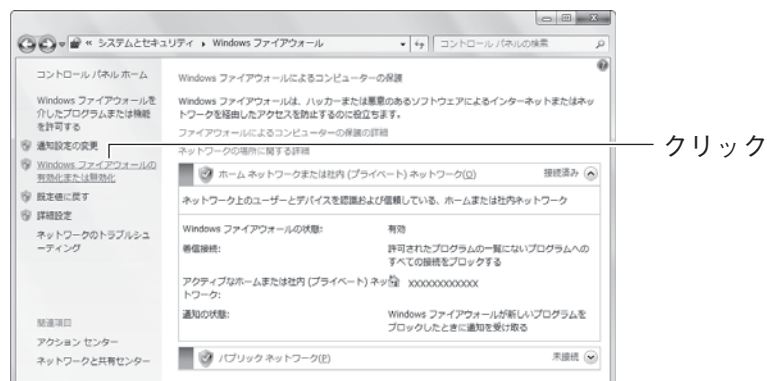 « システムとセキュリティ ▸ Windows ファイアウォール
コントロール パネルの検索
コントロール パネル ホーム
Windows ファイアウォールを
介したプログラムまたは機能
を許可する
通知設定の変更
Windows ファイアウォールの
有効化または無効化
既定値に戻す
詳細設定
ネットワークのトラブルシュ
ーティング
関連項目
アクション センター
ネットワークと共有センター
Windows ファイアウォールによるコンピューターの保護
Windows ファイアウォールは、ハッカーまたは悪意のあるソフトウェアによるインターネットまたはネッ
トワークを経由したアクセスを防止するのに役立ちます。
ファイアウォールによるコンピューターの保護の詳細
ネットワークの場所に関する詳細
ホーム ネットワークまたは社内 (プライベート) ネットワーク(O) 接続済み
ネットワーク上のユーザーとデバイスを認識および信頼している、ホームまたは社内ネットワーク
Windows ファイアウォールの状態: 有効
着信接続: 許可されたプログラムの一覧にないプログラムへの
すべての接続をブロックする
アクティブなホームまたは社内 (プライベート) ネッ xxxxxxxxxxxx
トワーク:
通知の状態: Windows ファイアウォールが新しいプログラムを
ブロックしたときに通知を受け取る
パブリック ネットワーク(P) 未接続
クリック